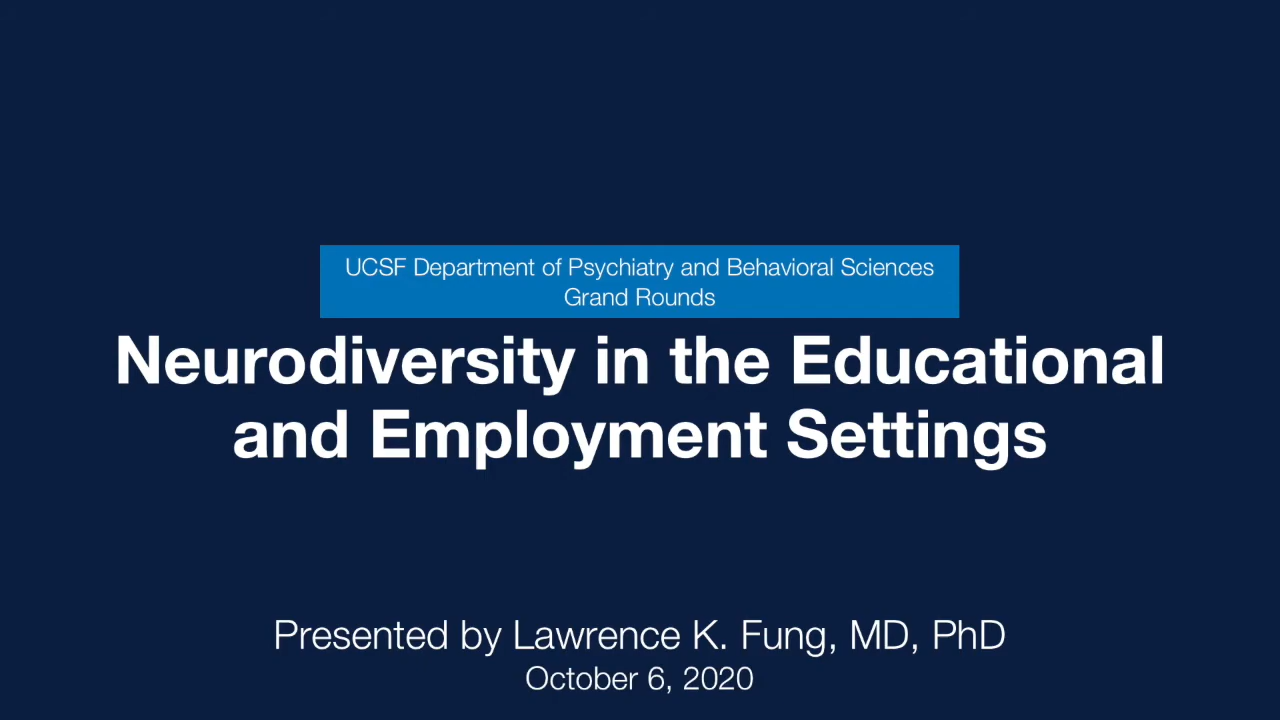 UCSF Department of Psychiatry and Behavioral Sciences
Grand Rounds
Neurodiversity in the Educational
and Employment Settings
Presented by Lawrence K. Fung, MD, PhD
October 6, 2020